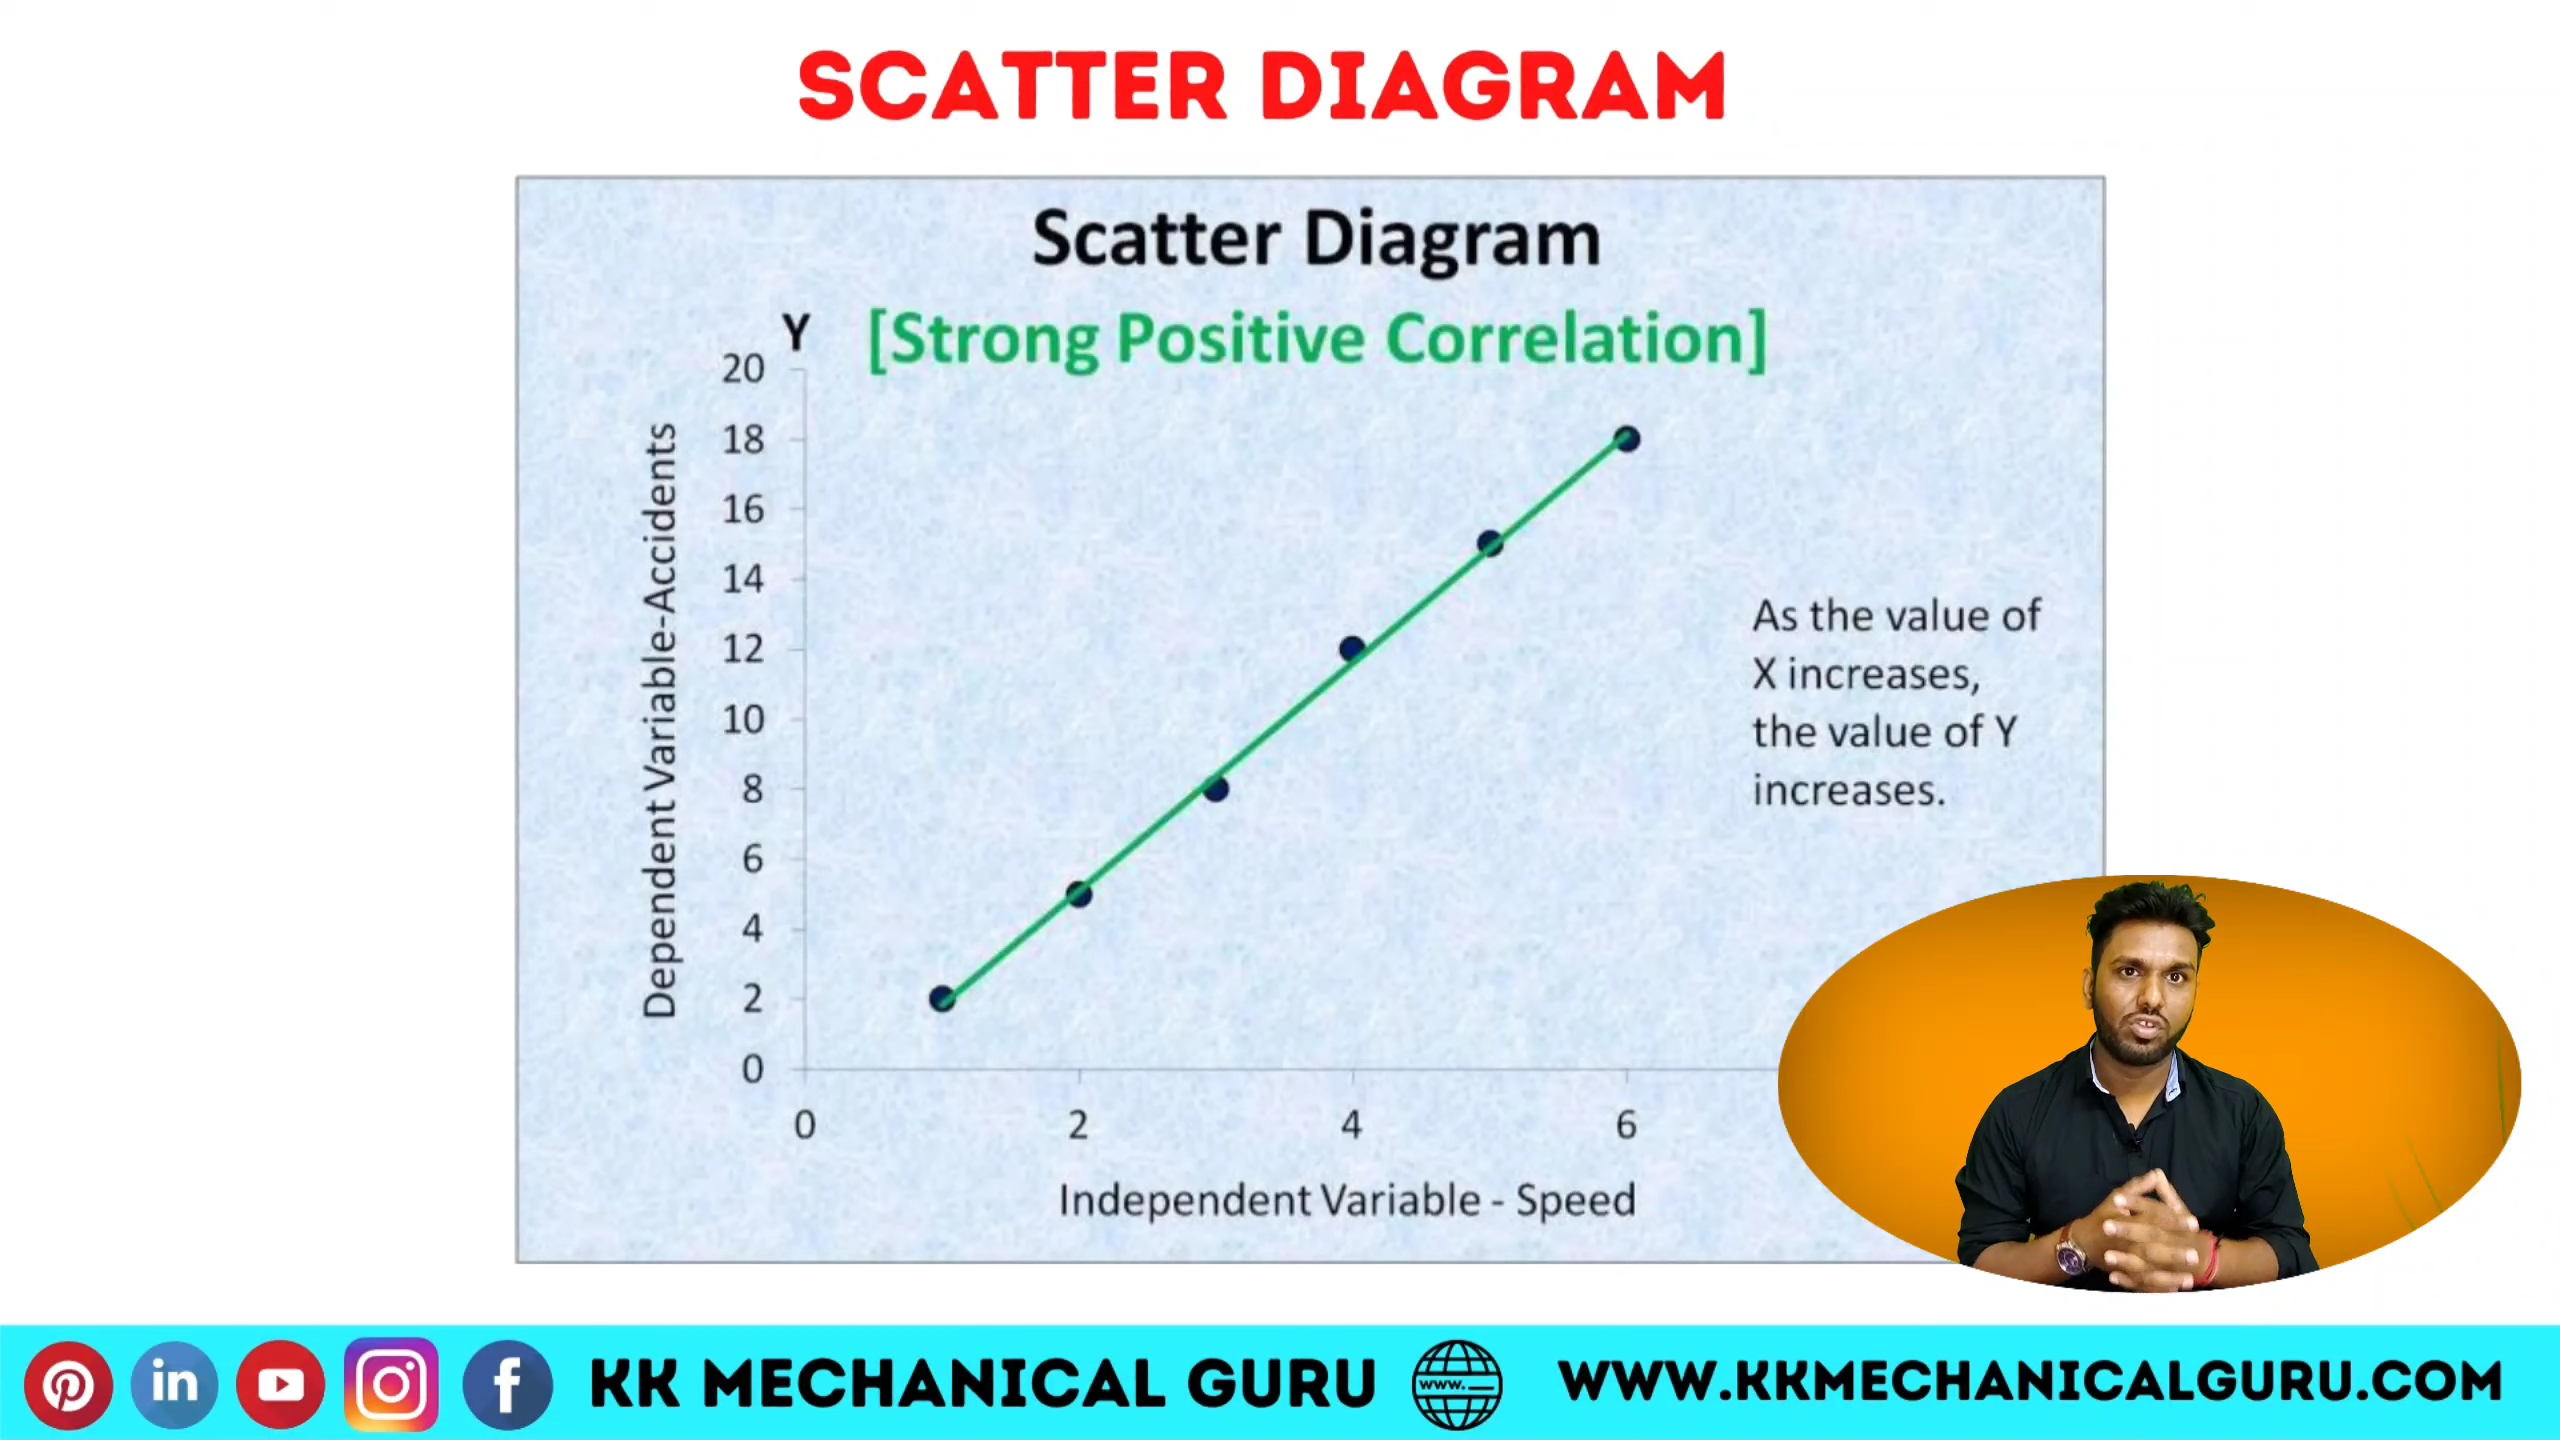 SCATTER DIAGRAM
Scatter Diagram
[Strong Positive Correlation]
Y
20
18
16
14
12
10
8
6
4
2
0
Dependent Variable-Accidents
0 2 4 6
Independent Variable - Speed
As the value of
X increases,
the value of Y
increases.
in f KK MECHANICAL GURU www. WWW.KKMECHANICALGURU.COM